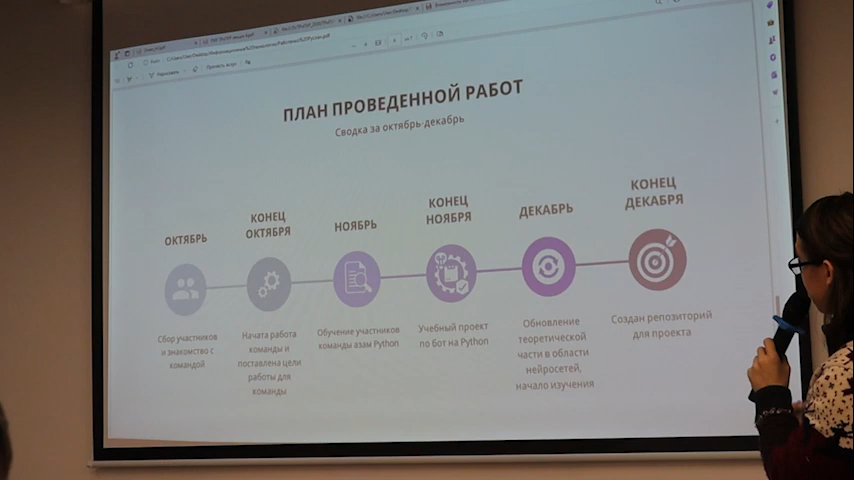 ПЛАН ПРОВЕДЕННОЙ РАБОТ
Сводка за октябрь-декабрь
ОКТЯБРЬ
Сбор участников
и знакомство с
командой
КОНЕЦ
ОКТЯБРЯ
Начата работа
команды и
поставлена цели
работы для
команды
НОЯБРЬ
Обучение участников
команды азам Python
КОНЕЦ
НОЯБРЯ
Учебный проект
по бот на Python
ДЕКАБРЬ
Обновление
теоретической
части в области
нейросетей,
начало изучения
КОНЕЦ
ДЕКАБРЯ
Создан репозиторий
для проекта